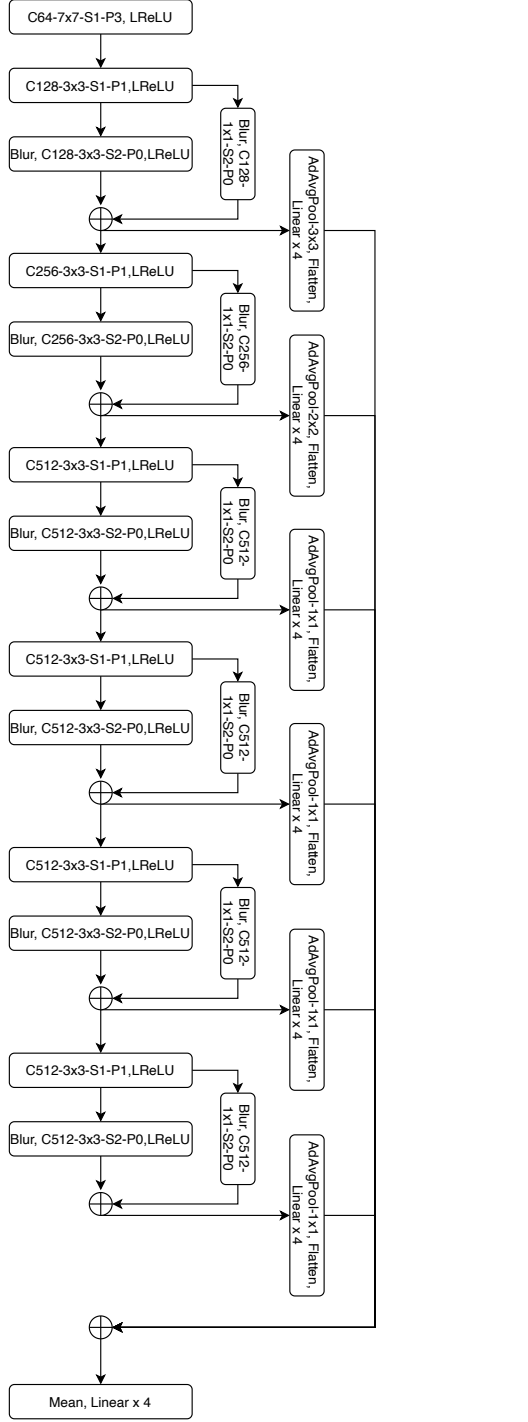 C64-7x7-S1-P3, LReLU
C128-3x3-S1-P1,LReLU
Blur, C128-
1x1-S2-P0
Blur, C128-3x3-S2-P0,LReLU
AdAvgPool-3x3, Flatten,
Linear x 4
C256-3x3-S1-P1,LReLU
Blur, C256-
1x1-S2-P0
Blur, C256-3x3-S2-P0,LReLU
AdAvgPool-2x2, Flatten,
Linear x 4
C512-3x3-S1-P1,LReLU
Blur, C512-
1x1-S2-P0
Blur, C512-3x3-S2-P0,LReLU
AdAvgPool-1x1, Flatten,
Linear x 4
C512-3x3-S1-P1,LReLU
Blur, C512-
1x1-S2-P0
Blur, C512-3x3-S2-P0,LReLU
AdAvgPool-1x1, Flatten,
Linear x 4
C512-3x3-S1-P1,LReLU
Blur, C512-
1x1-S2-P0
Blur, C512-3x3-S2-P0,LReLU
AdAvgPool-1x1, Flatten,
Linear x 4
C512-3x3-S1-P1,LReLU
Blur, C512-
1x1-S2-P0
Blur, C512-3x3-S2-P0,LReLU
AdAvgPool-1x1, Flatten,
Linear x 4
Mean, Linear x 4